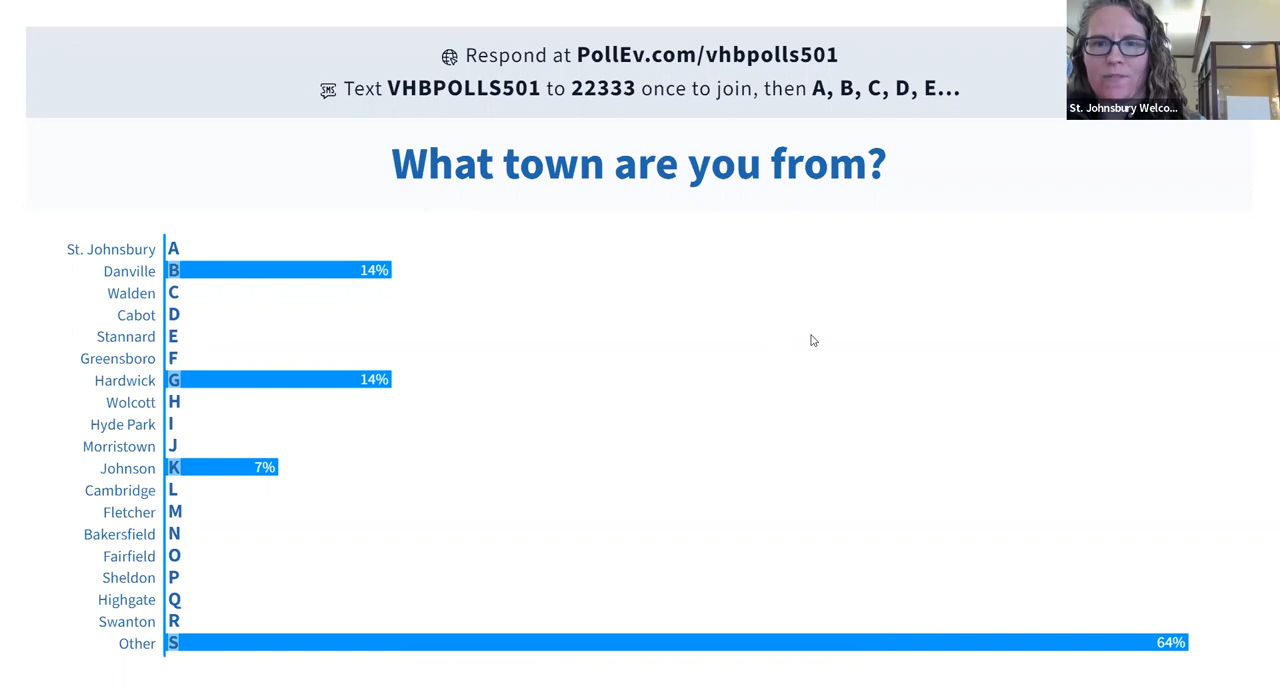 Respond at PollEv.com/vhbpolls501
Text VHBPOLLS501 to 22333 once to join, then A, B, C, D, E...
St. Johnsbury Welco...
What town are you from?
St. Johnsbury A
Danville B 14%
Walden C
Cabot D
Stannard E
Greensboro F
Hardwick G 14%
Wolcott H
Hyde Park I
Morristown J
Johnson K 7%
Cambridge L
Fletcher M
Bakersfield N
Fairfield O
Sheldon P
Highgate Q
Swanton R
Other S 64%